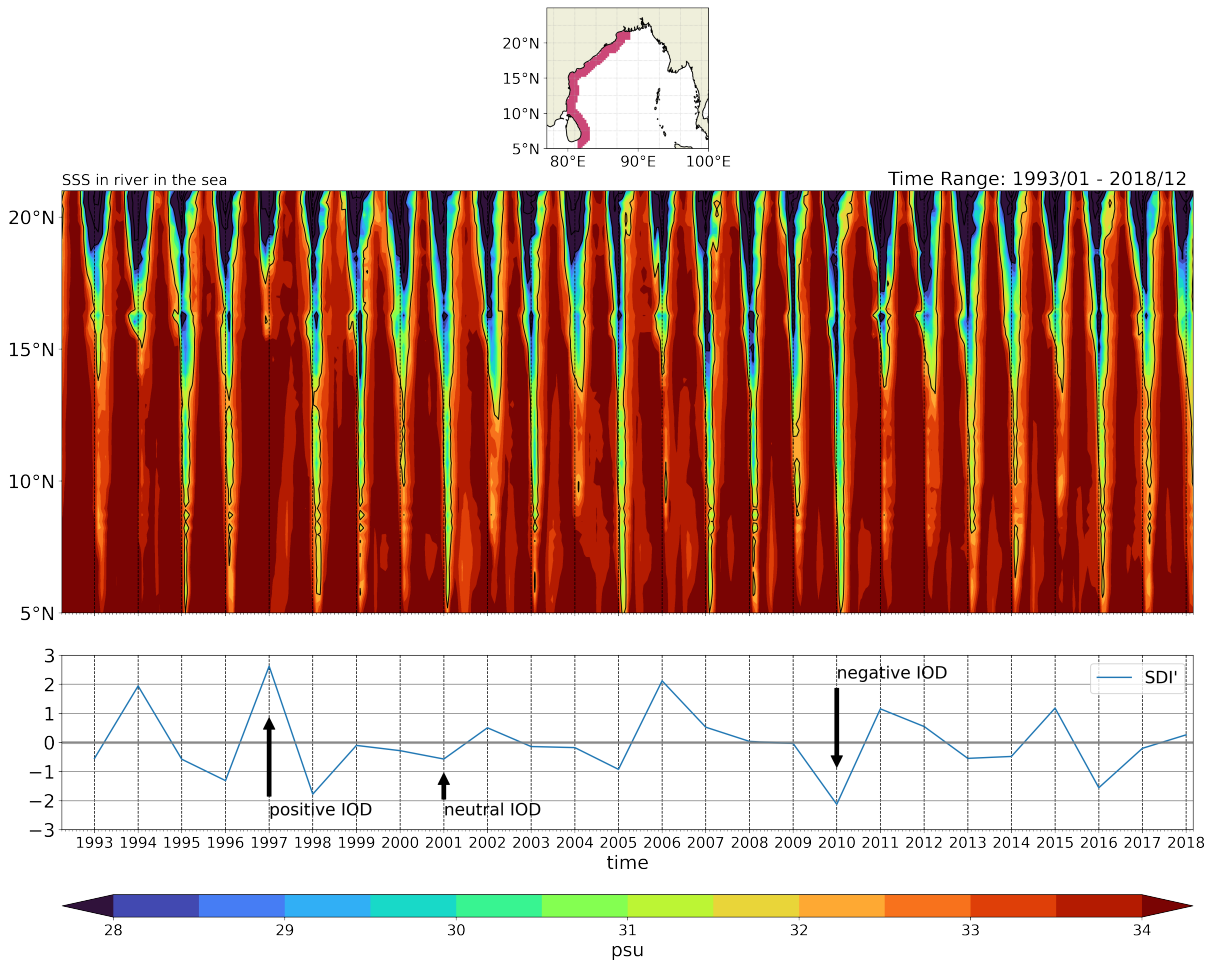 20°N
15°N
10°N
5°N
80°E 90°E 100°E
SSS in river in the sea
Time Range: 1993/01 - 2018/12
20°N
15°N
10°N
5°N
3
2
1
0
−1
−2
−3
negative IOD
SDI'
positive IOD
neutral IOD
1993 1994 1995 1996 1997 1998 1999 2000 2001 2002 2003 2004 2005 2006 2007 2008 2009 2010 2011 2012 2013 2014 2015 2016 2017 2018
time
28 29 30 31 32 33 34
psu